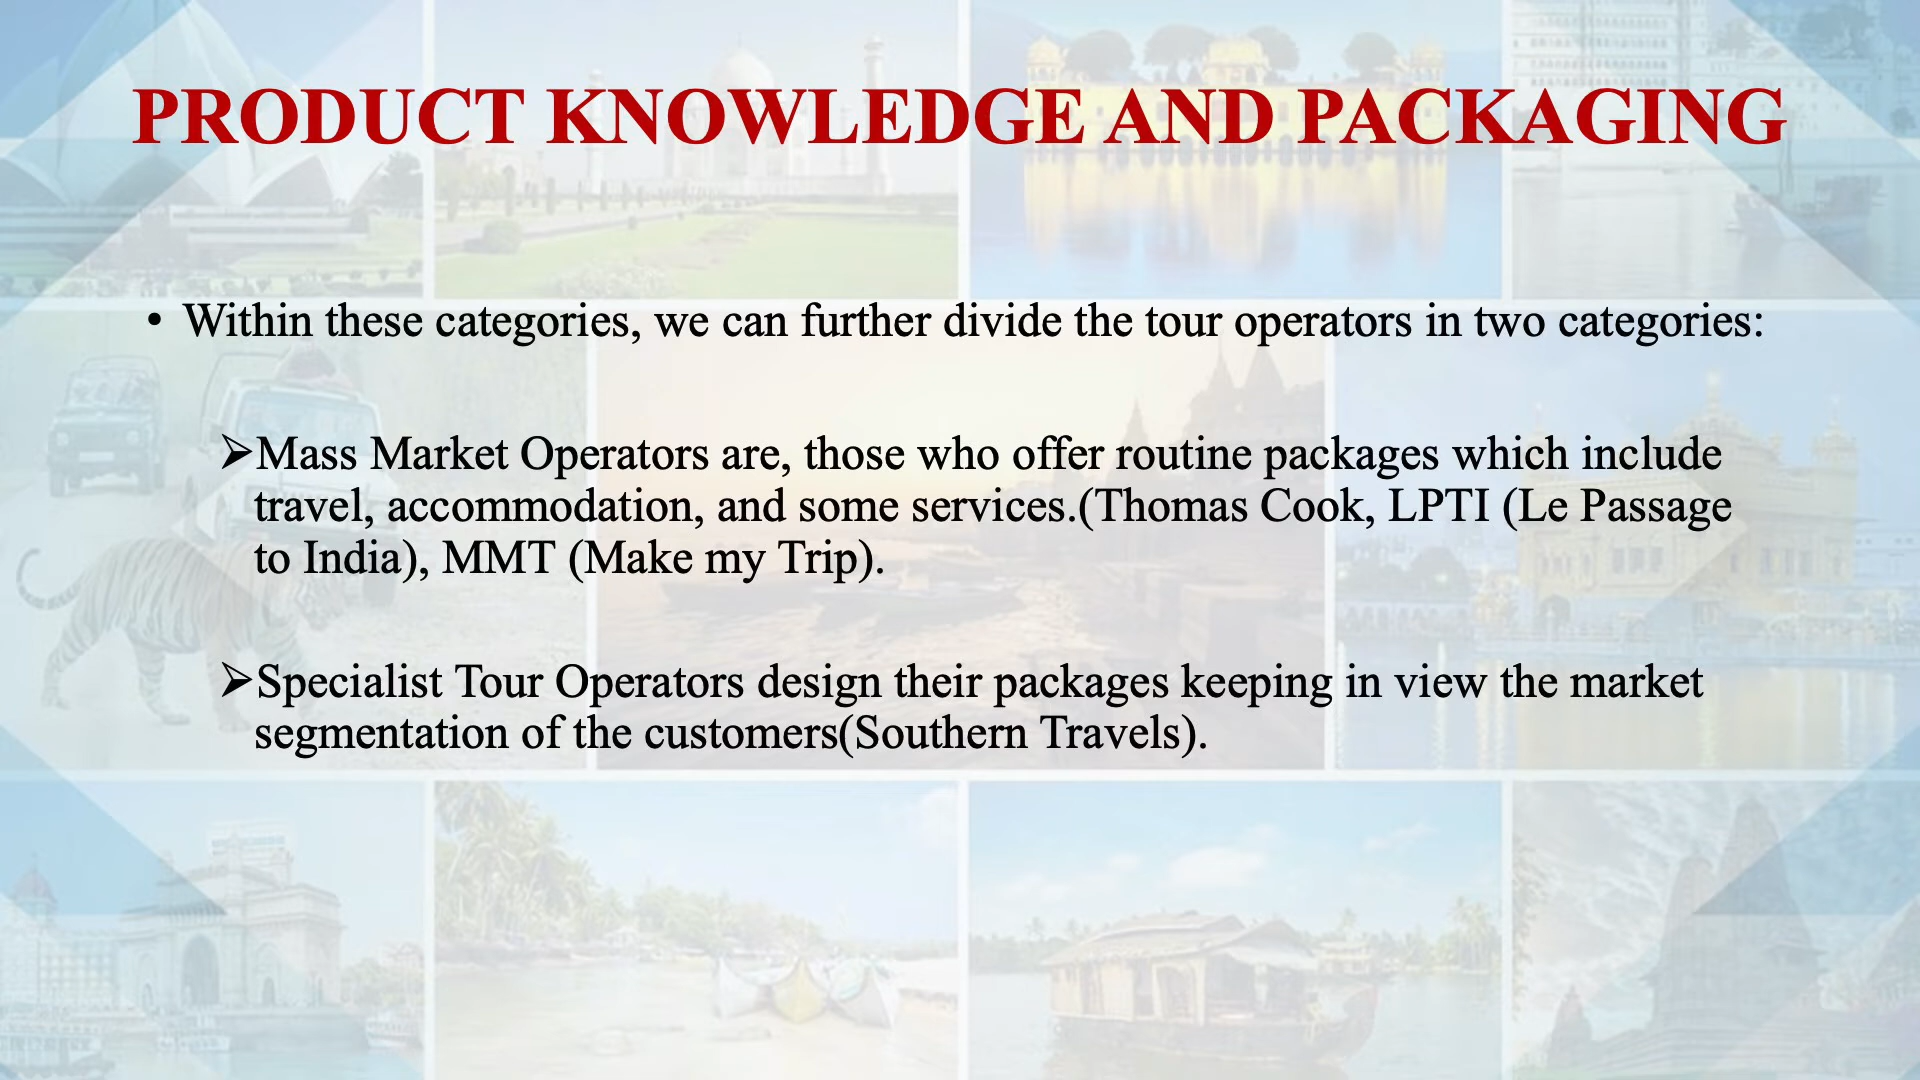 PRODUCT KNOWLEDGE AND PACKAGING
• Within these categories, we can further divide the tour operators in two categories:
➢Mass Market Operators are, those who offer routine packages which include
travel, accommodation, and some services.(Thomas Cook, LPTI (Le Passage
to India), MMT (Make my Trip).
➢Specialist Tour Operators design their packages keeping in view the market
segmentation of the customers(Southern Travels).